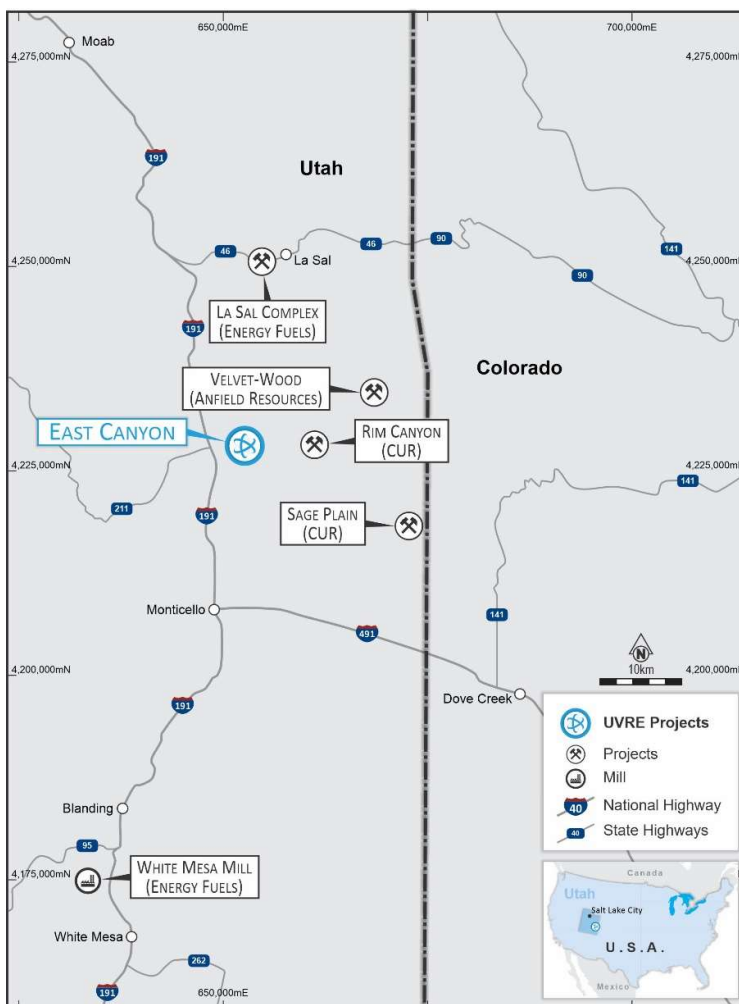 650,000mE
700,000mE
Moab
4,275,000mN
4,275,000mN
191
Utah
46
46
90
141
La Sal
4,250,000mN
4,250,000mN
90
LA SAL COMPLEX
(ENERGY FUELS)
191
Colorado
VELVET-WOOD
(ANFIELD RESOURCES)
EAST CANYON
RIM CANYON
(CUR)
4,225,000mN
4,225,000mN
141
211
191
SAGE PLAIN
(CUR)
Monticello
141
491
N
10km
4,200,000mN
4,200,000mN
Dove Creek
191
UVRE Projects
Projects
Mill
40
National Highway
40
State Highways
Blanding
95
WHITE MESA MILL
(ENERGY FUELS)
4,175,000mN
White Mesa
262
191
650,000mE
Canada
Utah
Salt Lake City
U.S.A.
Mexico